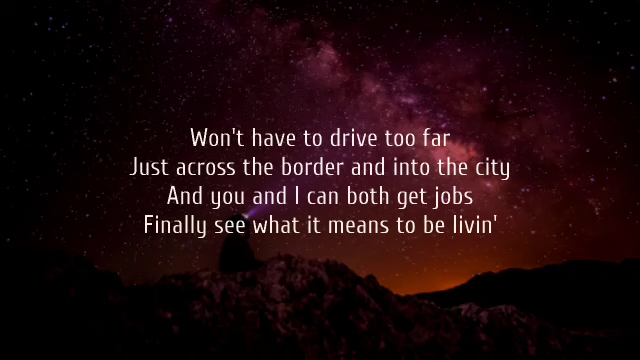 Won't have to drive too far
Just across the border and into the city
And you and I can both get jobs
Finally see what it means to be livin'